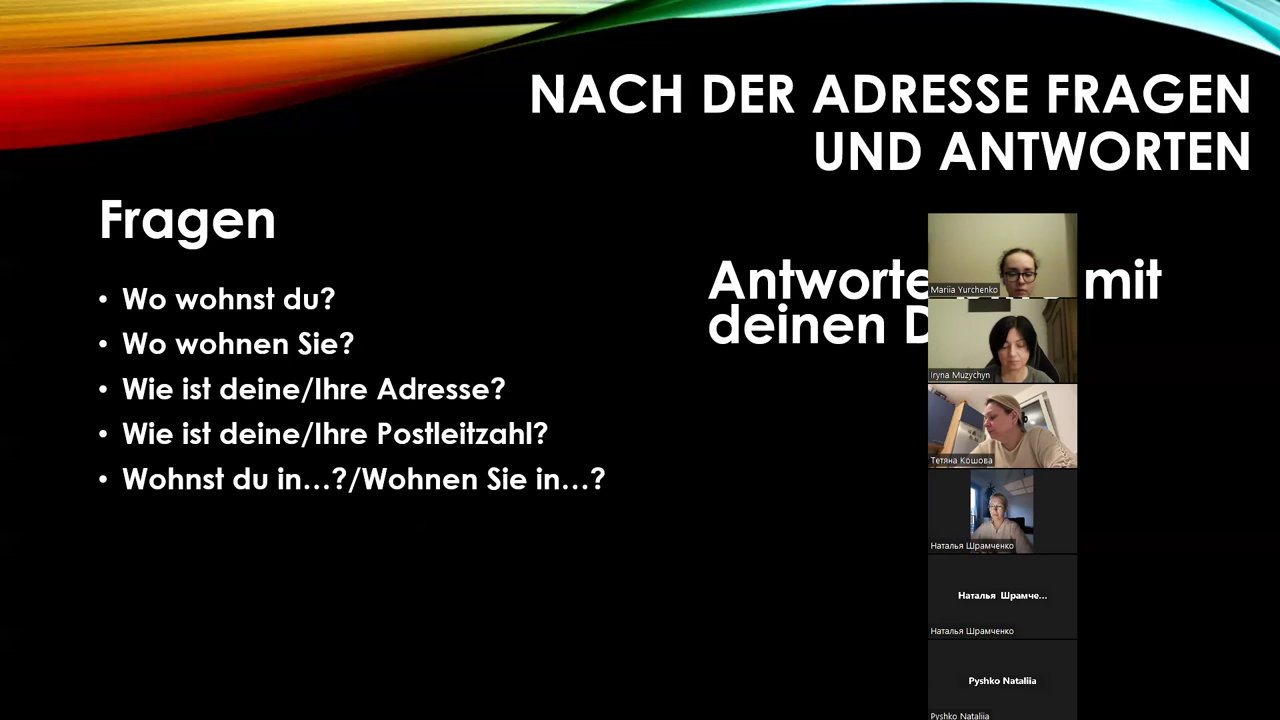 NACH DER ADRESSE FRAGEN
UND ANTWORTEN
Fragen
• Wo wohnst du?
• Wo wohnen Sie?
• Wie ist deine/Ihre Adresse?
• Wie ist deine/Ihre Postleitzahl?
• Wohnst du in...?/Wohnen Sie in...?
mit
deinen
Mariia Yurchenko
Iryna Muzychyn
Тетяна Кошова
Наталья Шрамченко
Наталья Шрамче...
Наталья Шрамченко
Pyshko Nataliia
Pyshko Nataliia